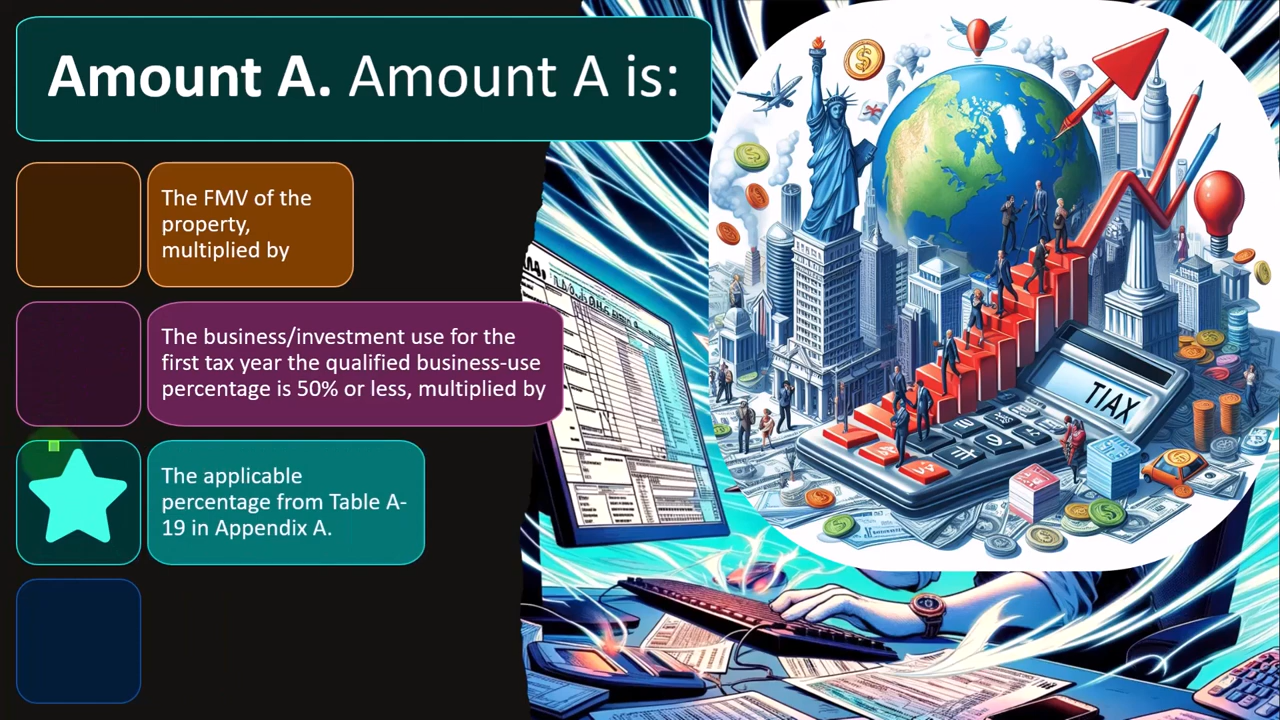 Amount A. Amount A is:
The FMV of the
property,
multiplied by
The business/investment use for the
first tax year the qualified business-use
percentage is 50% or less, multiplied by
The applicable
percentage from Table A-
19 in Appendix A.
TIAX